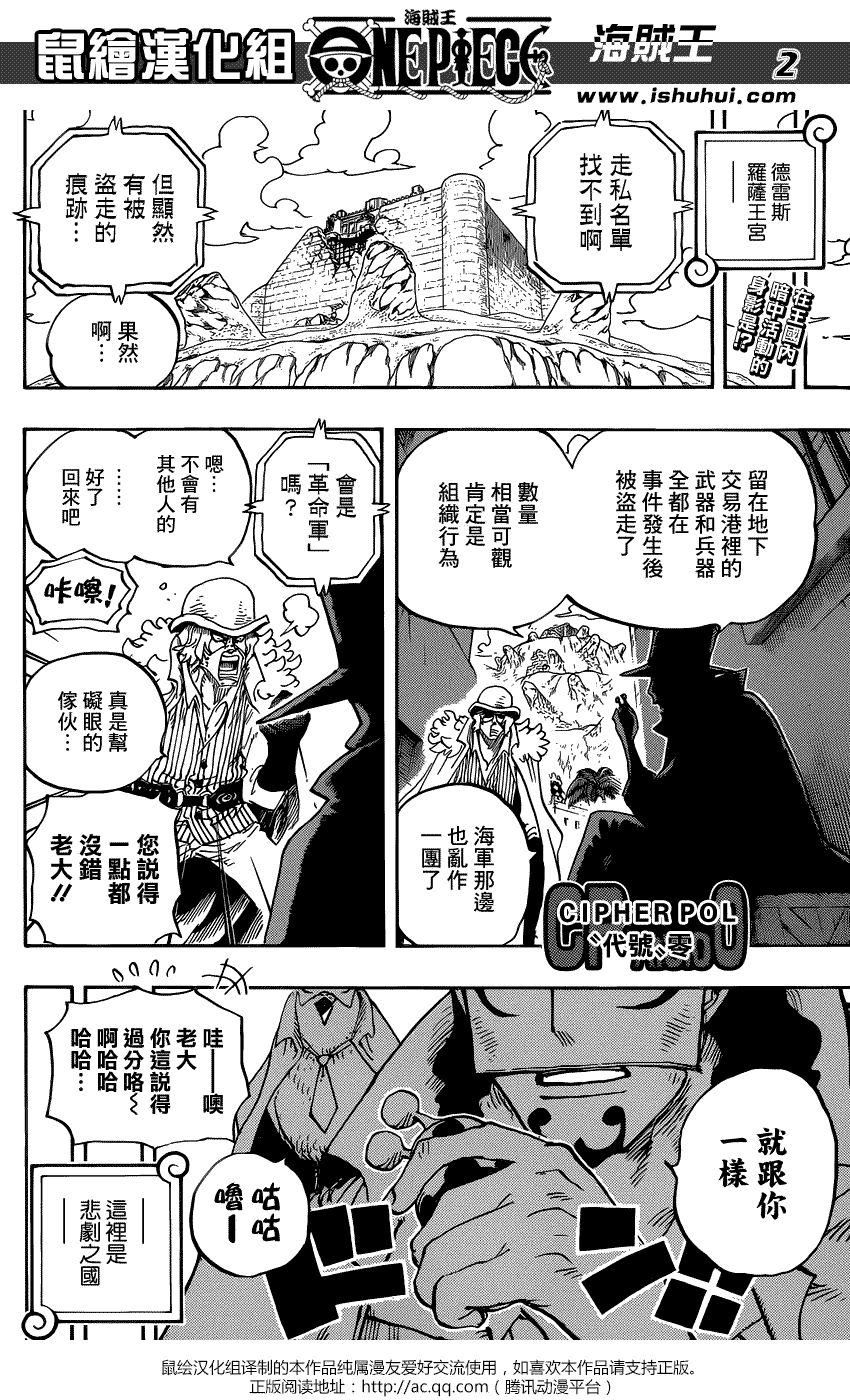 鼠繪漢化組
海賊王
ONE PIECE
海賊王
2
www.ishuhui.com
德雷斯
羅薩王宮
——
在王國內
暗中活動的
身影是!?
走私名單
找不到啊
但顯然
有被
盜走的
痕跡…
果然
啊…
留在地下
交易港裡的
武器和兵器
全都在
事件發生後
被盜走了
數量
相當可觀
肯定是
組織行為
海軍那邊
也亂作
一團了
CIPHER POL
〝代號〟零
會是
「革命軍」
嗎？
嗯…
不會有
其他人的
……
好了
回來吧
咔嚓!
真是幫
礙眼的
傢伙…
您說得
一點都
沒錯
老大!!
就跟你
一樣
咕咕
嚕ー
哇——噢
老大
你這說得
過分咯～
啊哈哈
哈哈…
——
這裡是
悲劇之國
——
鼠绘汉化组译制的本作品纯属漫友爱好交流使用，如喜欢本作品请支持正版。
正版阅读地址：http://ac.qq.com（腾讯动漫平台）